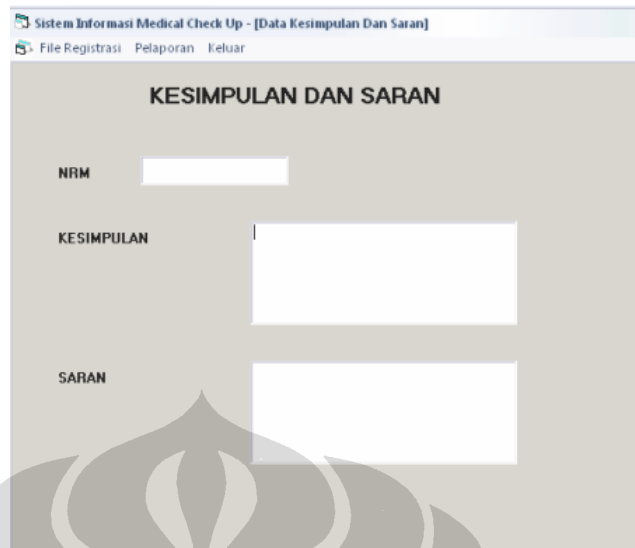 Sistem Informasi Medical Check Up - [Data Kesimpulan Dan Saran]
File Registrasi Pelaporan Keluar
KESIMPULAN DAN SARAN
NRM
KESIMPULAN
SARAN